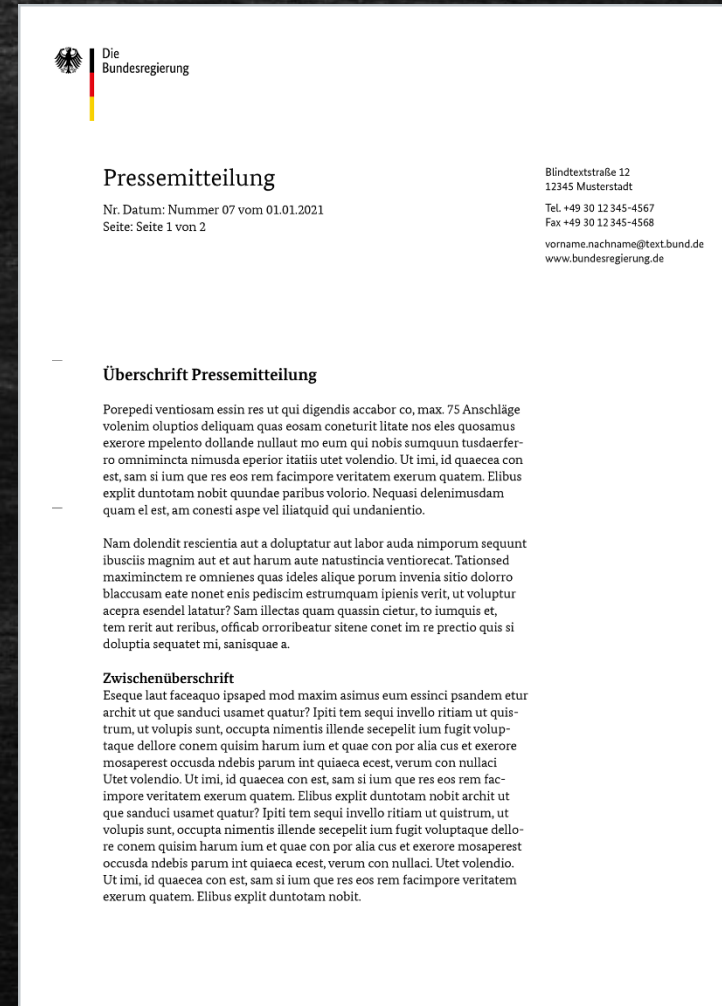 Die
Bundesregierung
Pressemitteilung
Nr. Datum: Nummer 07 vom 01.01.2021
Seite: Seite 1 von 2
Blindtextstraße 12
12345 Musterstadt
Tel. +49 30 12 345-4567
Fax +49 30 12 345-4568
vorname.nachname@text.bund.de
www.bundesregierung.de
Überschrift Pressemitteilung
Porepedi ventiosam essin res ut qui digendis accabor co, max. 75 Anschläge
volenim oluptios deliquam quas eosam coneturit litate nos eles quosamus
exerore mpelento dollande nullaut mo eum qui nobis sumquun tusdaerfer-
ro omnimincta nimusda eperior itatiis utet volendio. Ut imi, id quaecea con
est, sam si ium que res eos rem facimpore veritatem exerum quatem. Elibus
explit duntotam nobit quundae paribus volorio. Nequasi delenimusdam
quam el est, am conesti aspe vel iliatquid qui undanientio.
Nam dolendit rescientia aut a doluptatur aut labor auda nimporum sequunt
ibusciis magnim aut et aut harum aute natustincia ventiorecat. Tationsed
maximinctem re omnienes quas ideles alique porum invenia sitio dolorro
blaccusam eate nonet enis pediscim estrumquam ipienis verit, ut voluptur
acepra esendel latatur? Sam illectas quam quassin cietur, to iumquis et,
tem rerit aut reribus, officab orroribeatur sitene conet im re prectio quis si
doluptia sequatet mi, sanisquae a.
Zwischenüberschrift
Eseque laut faceaquo ipsaped mod maxim asimus eum essinci psandem etur
archit ut que sanduci usamet quatur? Ipiti tem sequi invello ritiam ut quis-
trum, ut volupis sunt, occupta nimentis illende secepelit ium fugit volup-
taque dellore conem quisim harum ium et quae con por alia cus et exerore
mosaperest occusda ndebis parum int quiaeca ecest, verum con nullaci
Utet volendio. Ut imi, id quaecea con est, sam si ium que res eos rem fac-
impore veritatem exerum quatem. Elibus explit duntotam nobit archit ut
que sanduci usamet quatur? Ipiti tem sequi invello ritiam ut quistrum, ut
volupis sunt, occupta nimentis illende secepelit ium fugit voluptaque dello-
re conem quisim harum ium et quae con por alia cus et exerore mosaperest
occusda ndebis parum int quiaeca ecest, verum con nullaci. Utet volendio.
Ut imi, id quaecea con est, sam si ium que res eos rem facimpore veritatem
exerum quatem. Elibus explit duntotam nobit.